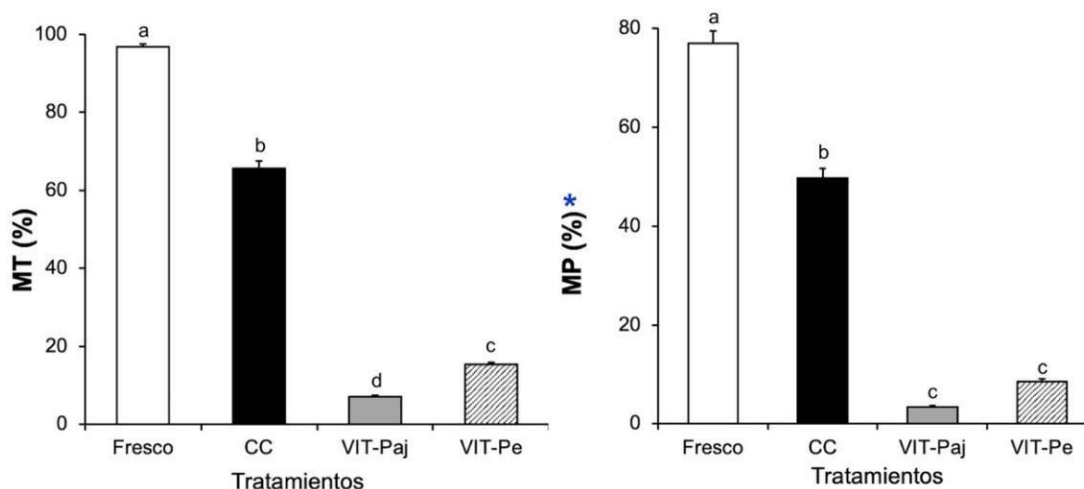 MT (%)
100
80
60
40
20
0
a
b
d
c
Fresco
CC
VIT-Paj
VIT-Pe
Tratamientos
MP (%)*
80
60
40
20
0
a
b
c
c
Fresco
CC
VIT-Paj
VIT-Pe
Tratamientos